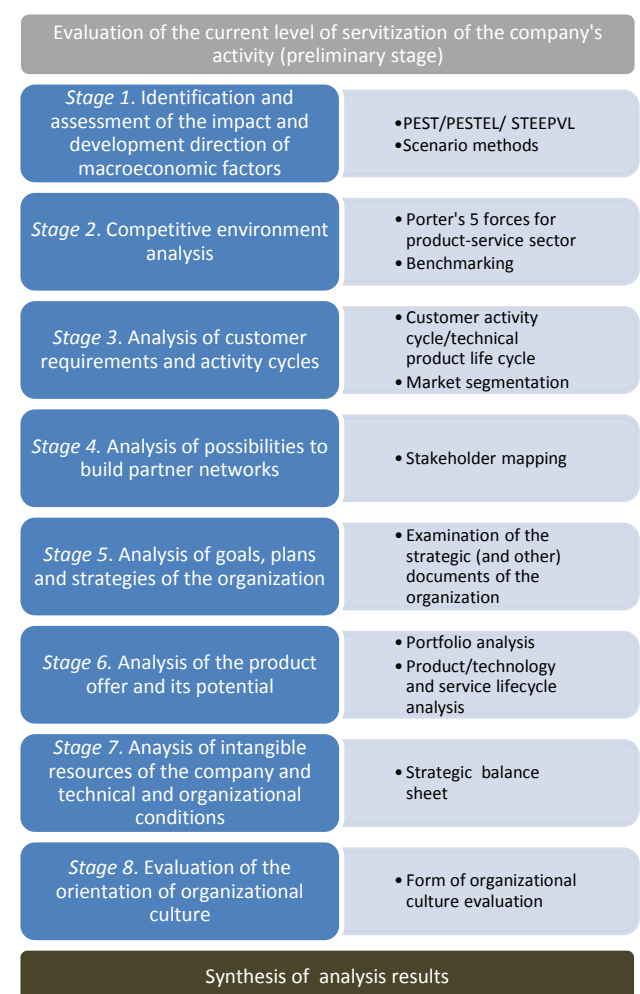 Evaluation of the current level of servitization of the company's
activity (preliminary stage)
Stage 1. Identification and
assessment of the impact and
development direction of
macroeconomic factors
•PEST/PESTEL/ STEEPVL
•Scenario methods
Stage 2. Competitive environment
analysis
• Porter's 5 forces for
product-service sector
• Benchmarking
Stage 3. Analysis of customer
requirements and activity cycles
• Customer activity
cycle/technical
product life cycle
• Market segmentation
Stage 4. Analysis of possibilities to
build partner networks
• Stakeholder mapping
Stage 5. Analysis of goals, plans
and strategies of the organization
• Examination of the
strategic (and other)
documents of the
organization
Stage 6. Analysis of the product
offer and its potential
• Portfolio analysis
• Product/technology
and service lifecycle
analysis
Stage 7. Anaysis of intangible
resources of the company and
technical and organizational
conditions
• Strategic balance
sheet
Stage 8. Evaluation of the
orientation of organizational
culture
• Form of organizational
culture evaluation
Synthesis of analysis results